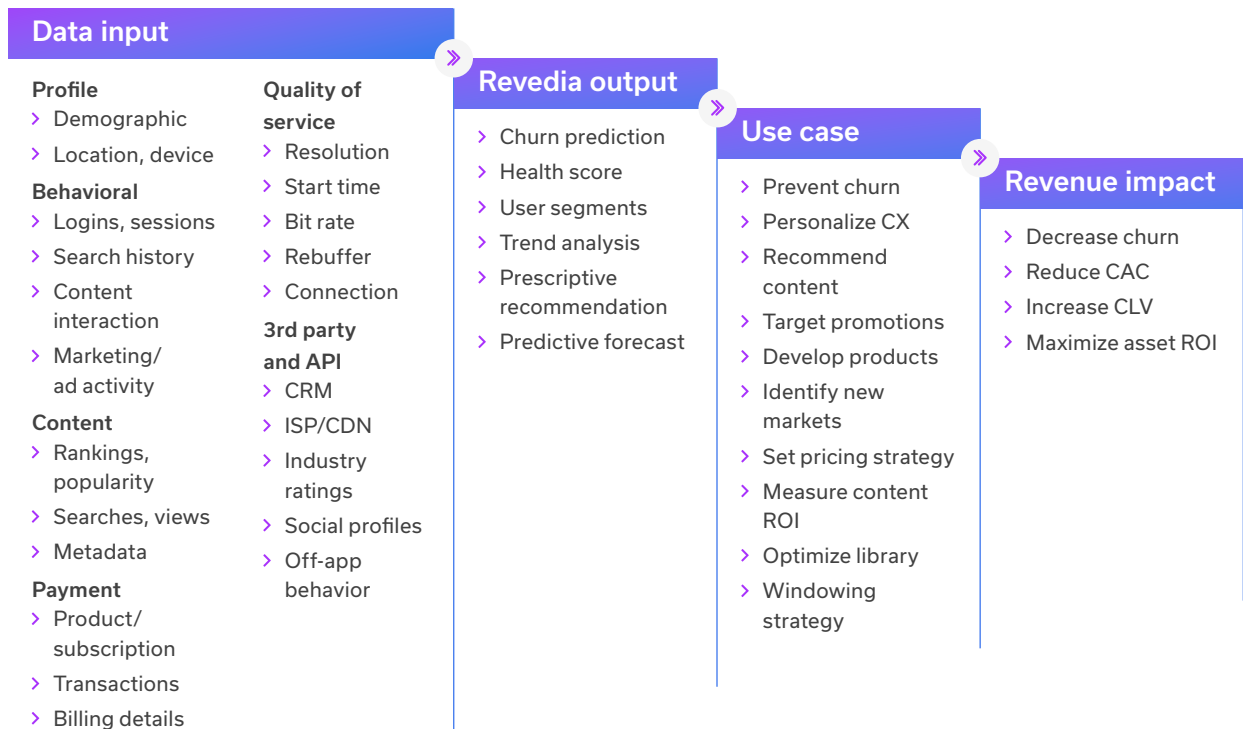 Data input
Profile
Demographic
Location, device
Behavioral
Logins, sessions
Search history
Content
interaction
Marketing/
ad activity
Content
Rankings,
popularity
Searches, views
Metadata
Payment
Product/
subscription
Transactions
Billing details
Quality of
service
Resolution
Start time
Bit rate
Rebuffer
Connection
3rd party
and API
CRM
ISP/CDN
Industry
ratings
Social profiles
Off-app
behavior
Revedia output
Churn prediction
Health score
User segments
Trend analysis
Prescriptive
recommendation
Predictive forecast
Use case
Prevent churn
Personalize CX
Recommend
content
Target promotions
Develop products
Identify new
markets
Set pricing strategy
Measure content
ROI
Optimize library
Windowing
strategy
Revenue impact
Decrease churn
Reduce CAC
Increase CLV
Maximize asset ROI